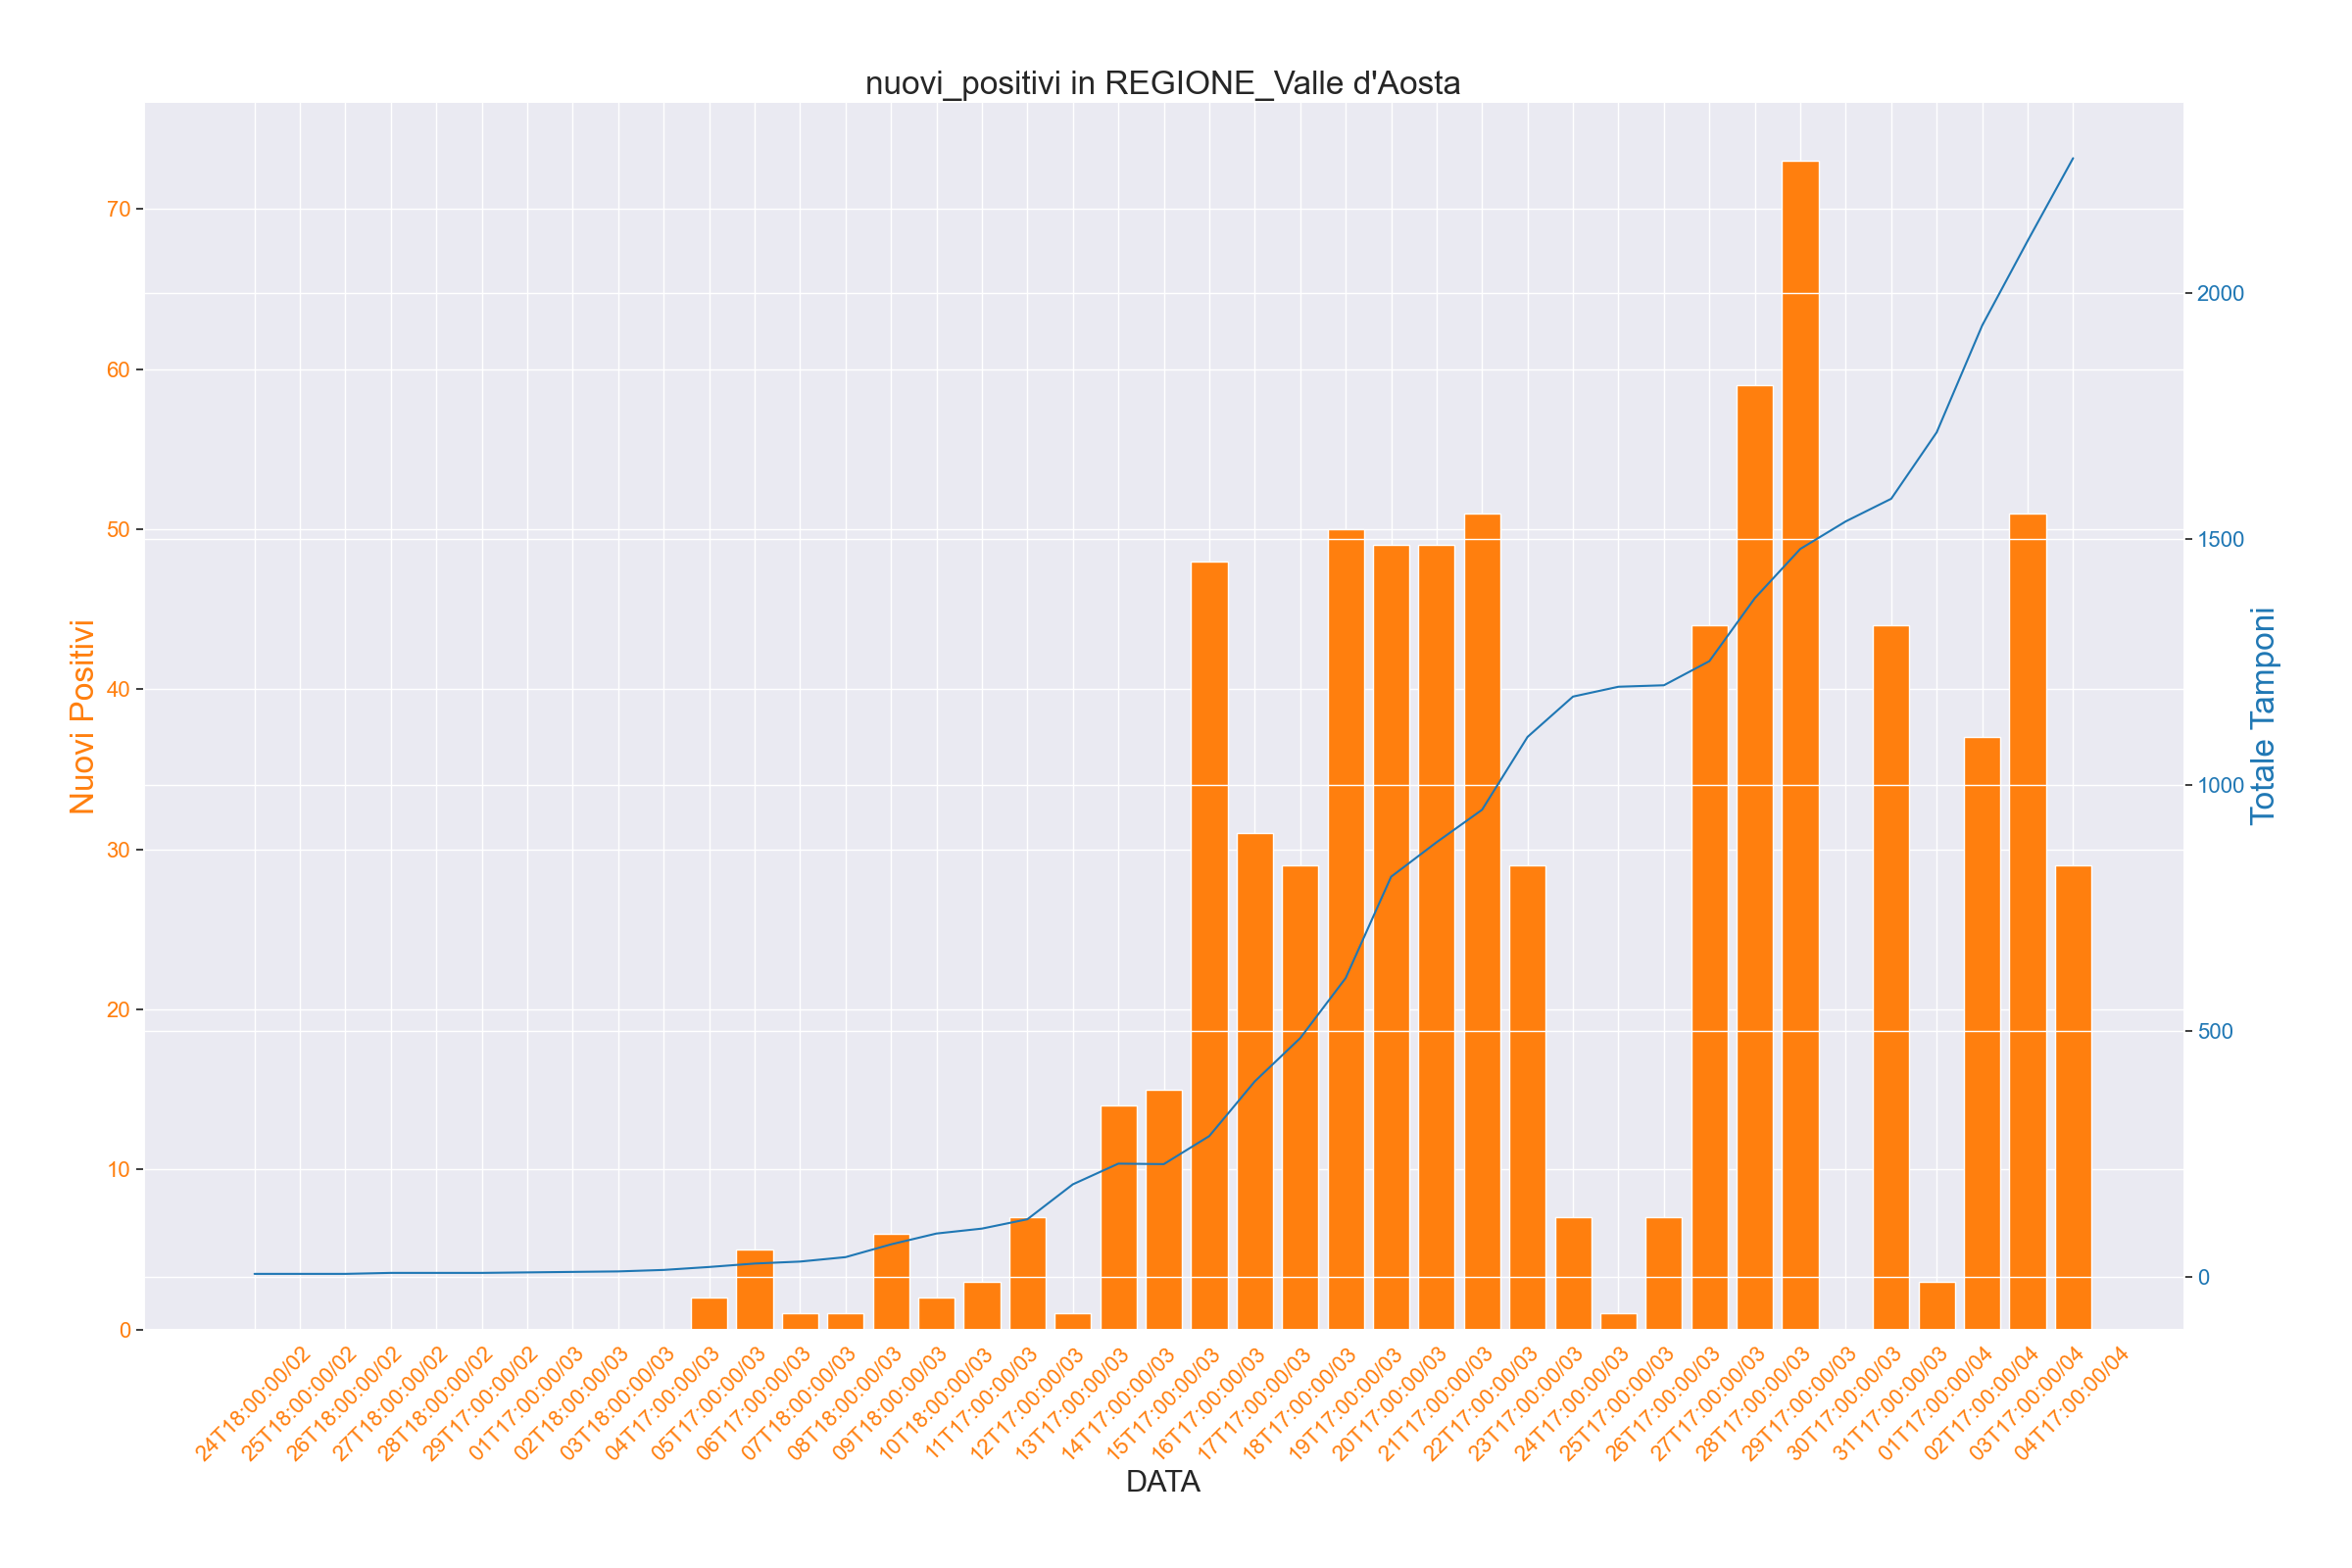 nuovi_positivi in REGIONE_Valle d'Aosta
70
60
50
40
30
20
10
0
Nuovi Positivi
2000
1500
1000
500
0
Totale Tamponi
24T18:00:00/02
25T18:00:00/02
26T18:00:00/02
27T18:00:00/02
28T18:00:00/02
29T17:00:00/02
01T17:00:00/03
02T18:00:00/03
03T18:00:00/03
04T17:00:00/03
05T17:00:00/03
06T17:00:00/03
07T18:00:00/03
08T18:00:00/03
09T18:00:00/03
10T18:00:00/03
11T17:00:00/03
12T17:00:00/03
13T17:00:00/03
14T17:00:00/03
15T17:00:00/03
16T17:00:00/03
17T17:00:00/03
18T17:00:00/03
19T17:00:00/03
20T17:00:00/03
21T17:00:00/03
22T17:00:00/03
23T17:00:00/03
24T17:00:00/03
25T17:00:00/03
26T17:00:00/03
27T17:00:00/03
28T17:00:00/03
29T17:00:00/03
30T17:00:00/03
31T17:00:00/03
01T17:00:00/04
02T17:00:00/04
03T17:00:00/04
04T17:00:00/04
DATA